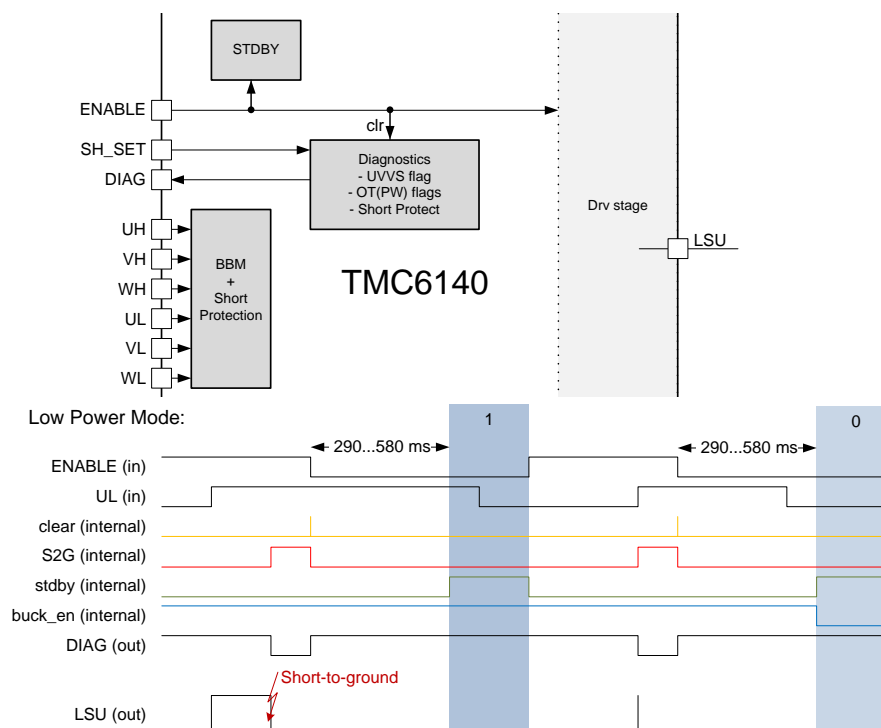 STDBY
ENABLE
clr
SH_SET
DIAG
Diagnostics
- UVVS flag
- OT(PW) flags
- Short Protect
Drv stage
UH
VH
WH
UL
VL
WL
BBM
+
Short
Protection
TMC6140
LSU
Low Power Mode:
1
0
290...580 ms
290...580 ms
ENABLE (in)
UL (in)
clear (internal)
S2G (internal)
stdby (internal)
buck_en (internal)
DIAG (out)
Short-to-ground
LSU (out)